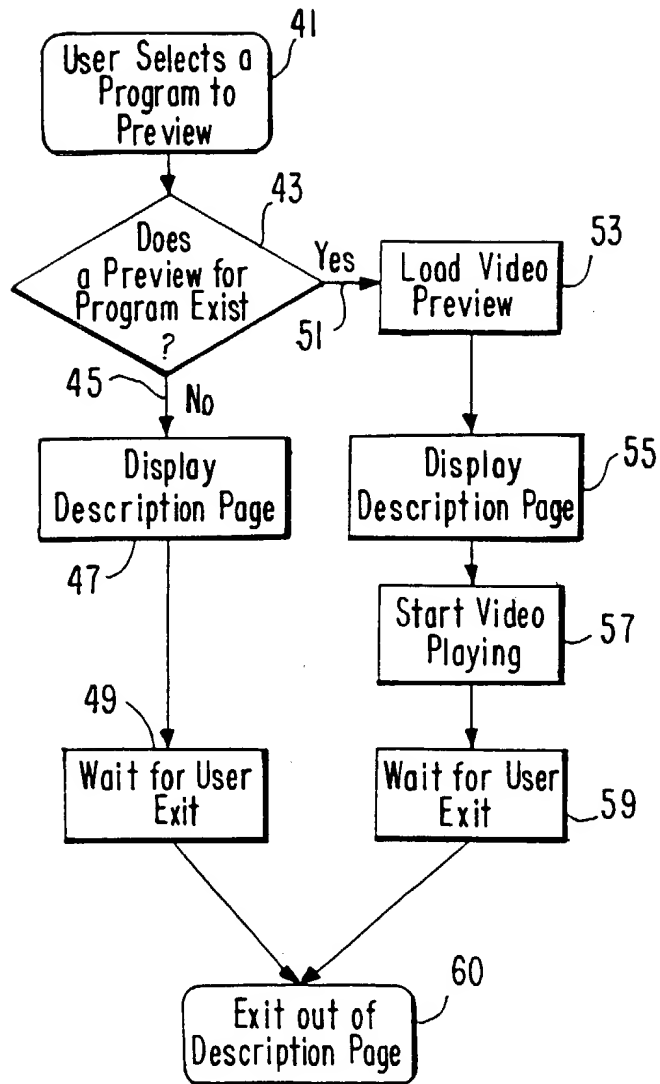 41
User Selects a
Program to
Preview
43
Does
a Preview for
Program Exist
?
Yes
51
53
Load Video
Preview
45
No
Display
Description Page
47
55
Display
Description Page
Start Video
Playing
57
49
Wait for User
Exit
Wait for User
Exit
59
60
Exit out of
Description Page